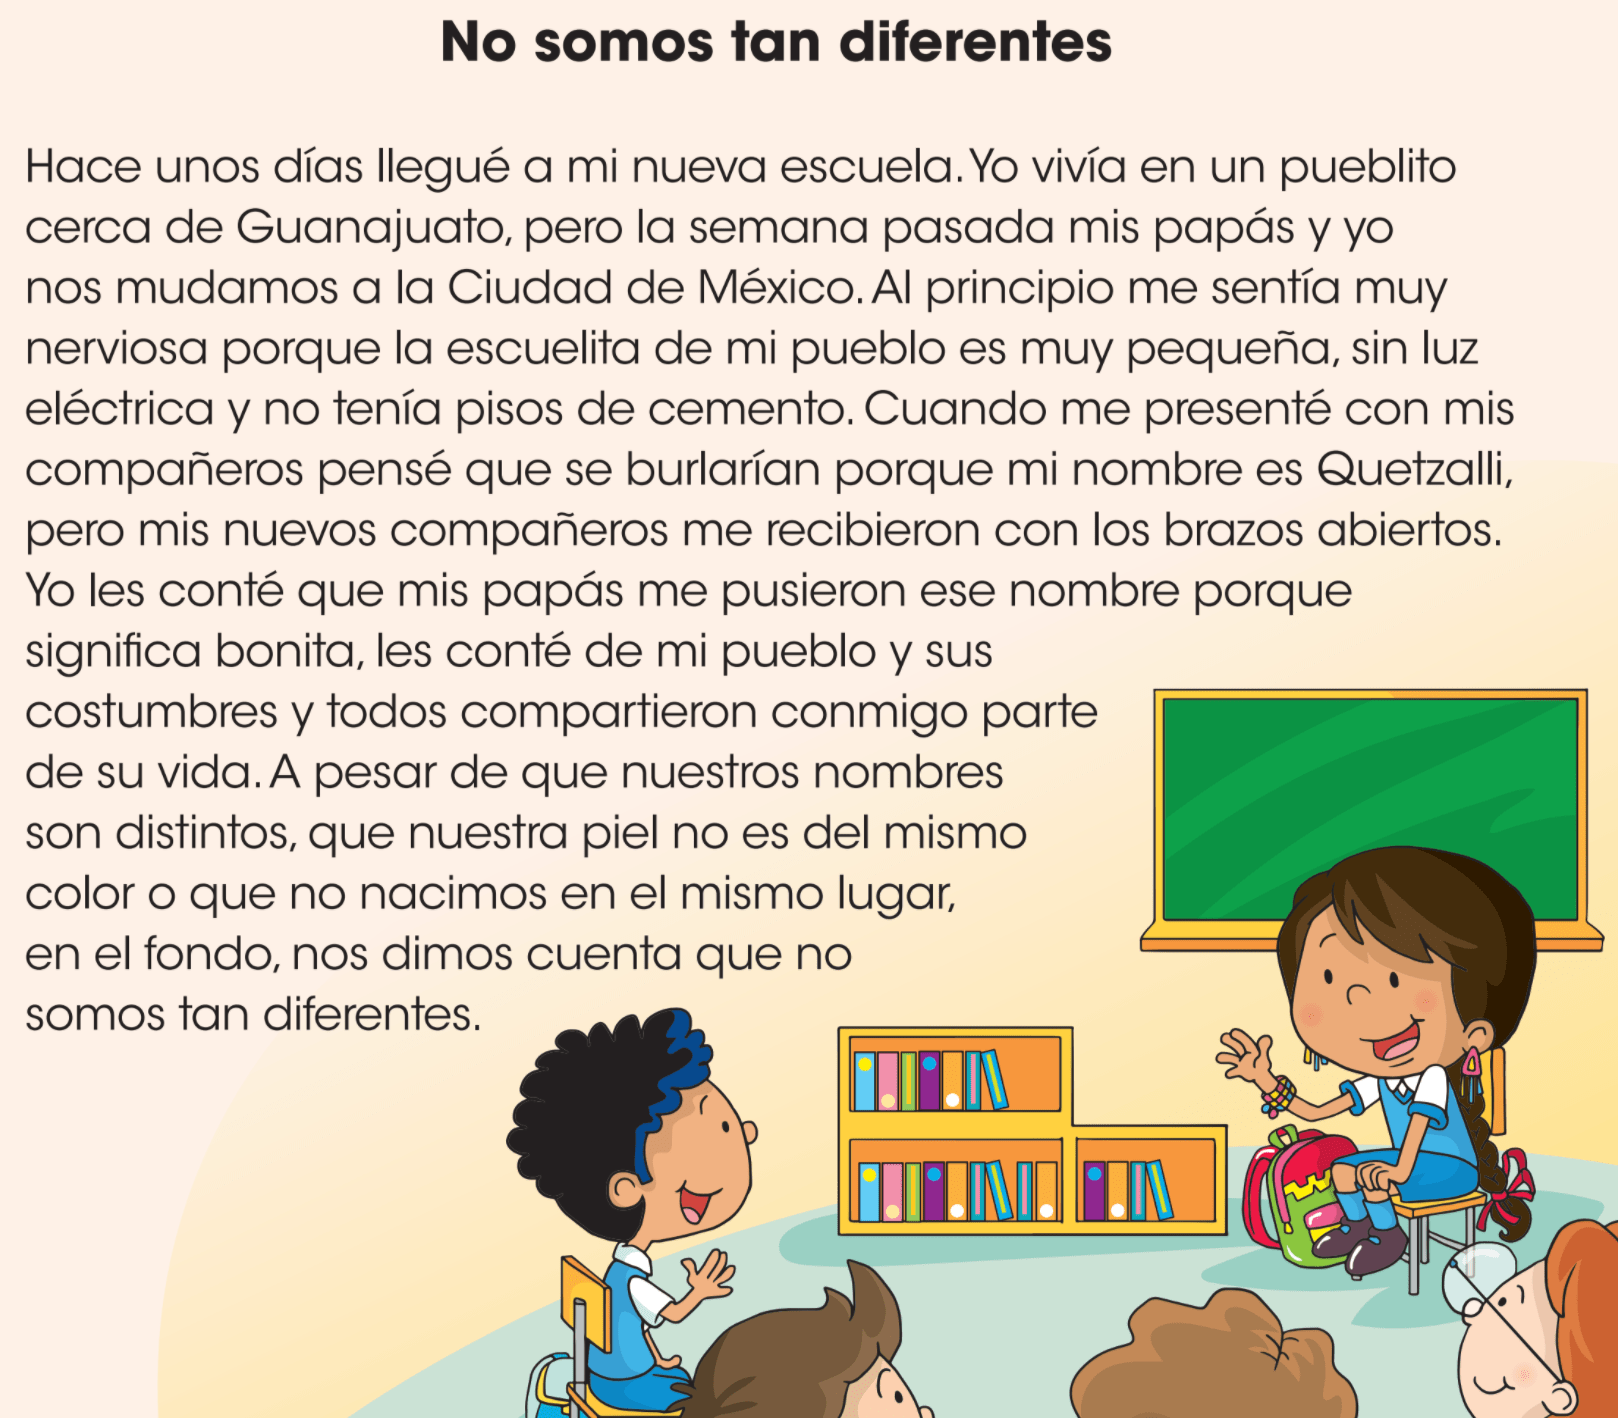 No somos tan diferentes
Hace unos días llegué a mi nueva escuela. Yo vivía en un pueblito
cerca de Guanajuato, pero la semana pasada mis papás y yo
nos mudamos a la Ciudad de México. Al principio me sentía muy
nerviosa porque la escuelita de mi pueblo es muy pequeña, sin luz
eléctrica y no tenía pisos de cemento. Cuando me presenté con mis
compañeros pensé que se burlarían porque mi nombre es Quetzalli,
pero mis nuevos compañeros me recibieron con los brazos abiertos.
Yo les conté que mis papás me pusieron ese nombre porque
significa bonita, les conté de mi pueblo y sus
costumbres y todos compartieron conmigo parte
de su vida. A pesar de que nuestros nombres
son distintos, que nuestra piel no es del mismo
color o que no nacimos en el mismo lugar,
en el fondo, nos dimos cuenta que no
somos tan diferentes.